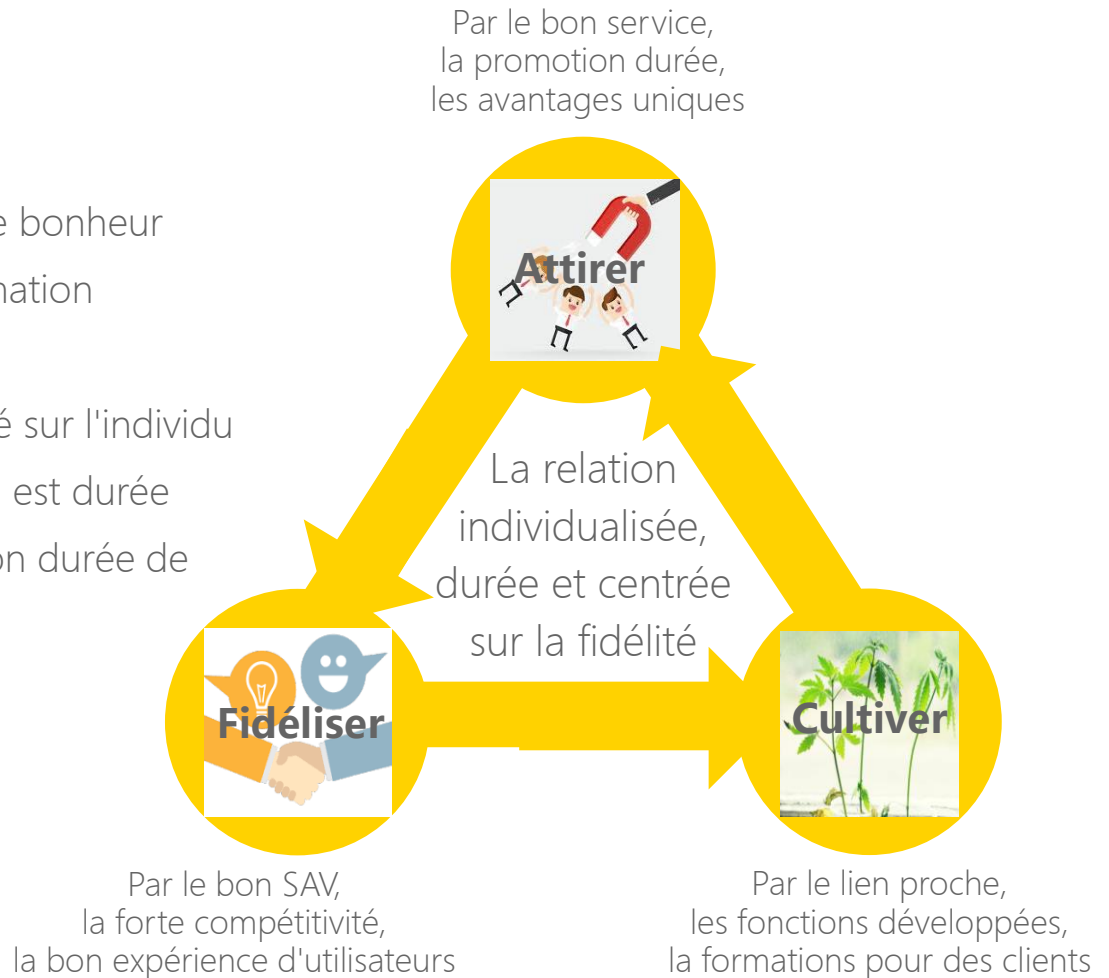 Par le bon service,
la promotion durée,
les avantages uniques
bonheur
Attirer
sur l'individu
est durée
durée de
La relation
individualisée,
durée et centrée
sur la fidélité
Fidéliser
Cultiver
Par le bon SAV,
la forte compétitivité,
la bon expérience d'utilisateurs
Par le lien proche,
les fonctions développées,
la formations pour des clients